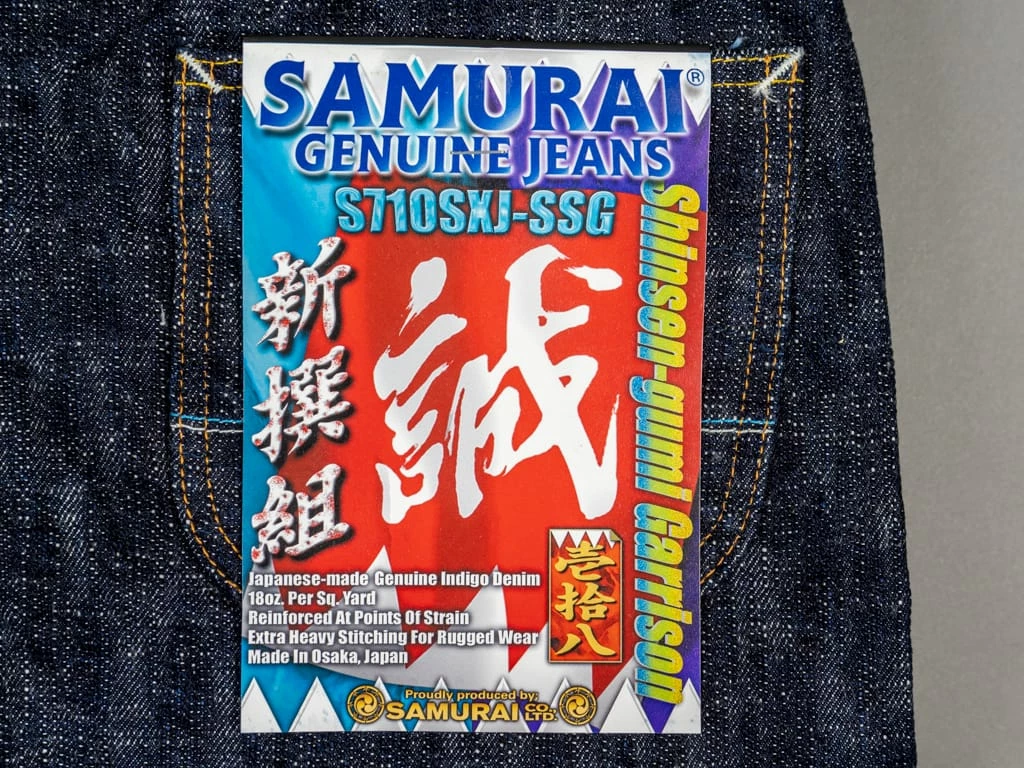 SAMURAI®
GENUINE JEANS
S710SXJ-SSG
新撰組
誠
Shinsen-gumi Garrison
壱拾八
Japanese-made Genuine Indigo Denim
18oz. Per Sq. Yard
Reinforced At Points Of Strain
Extra Heavy Stitching For Rugged Wear
Made In Osaka, Japan
Proudly produced by;
SAMURAI CO., LTD.